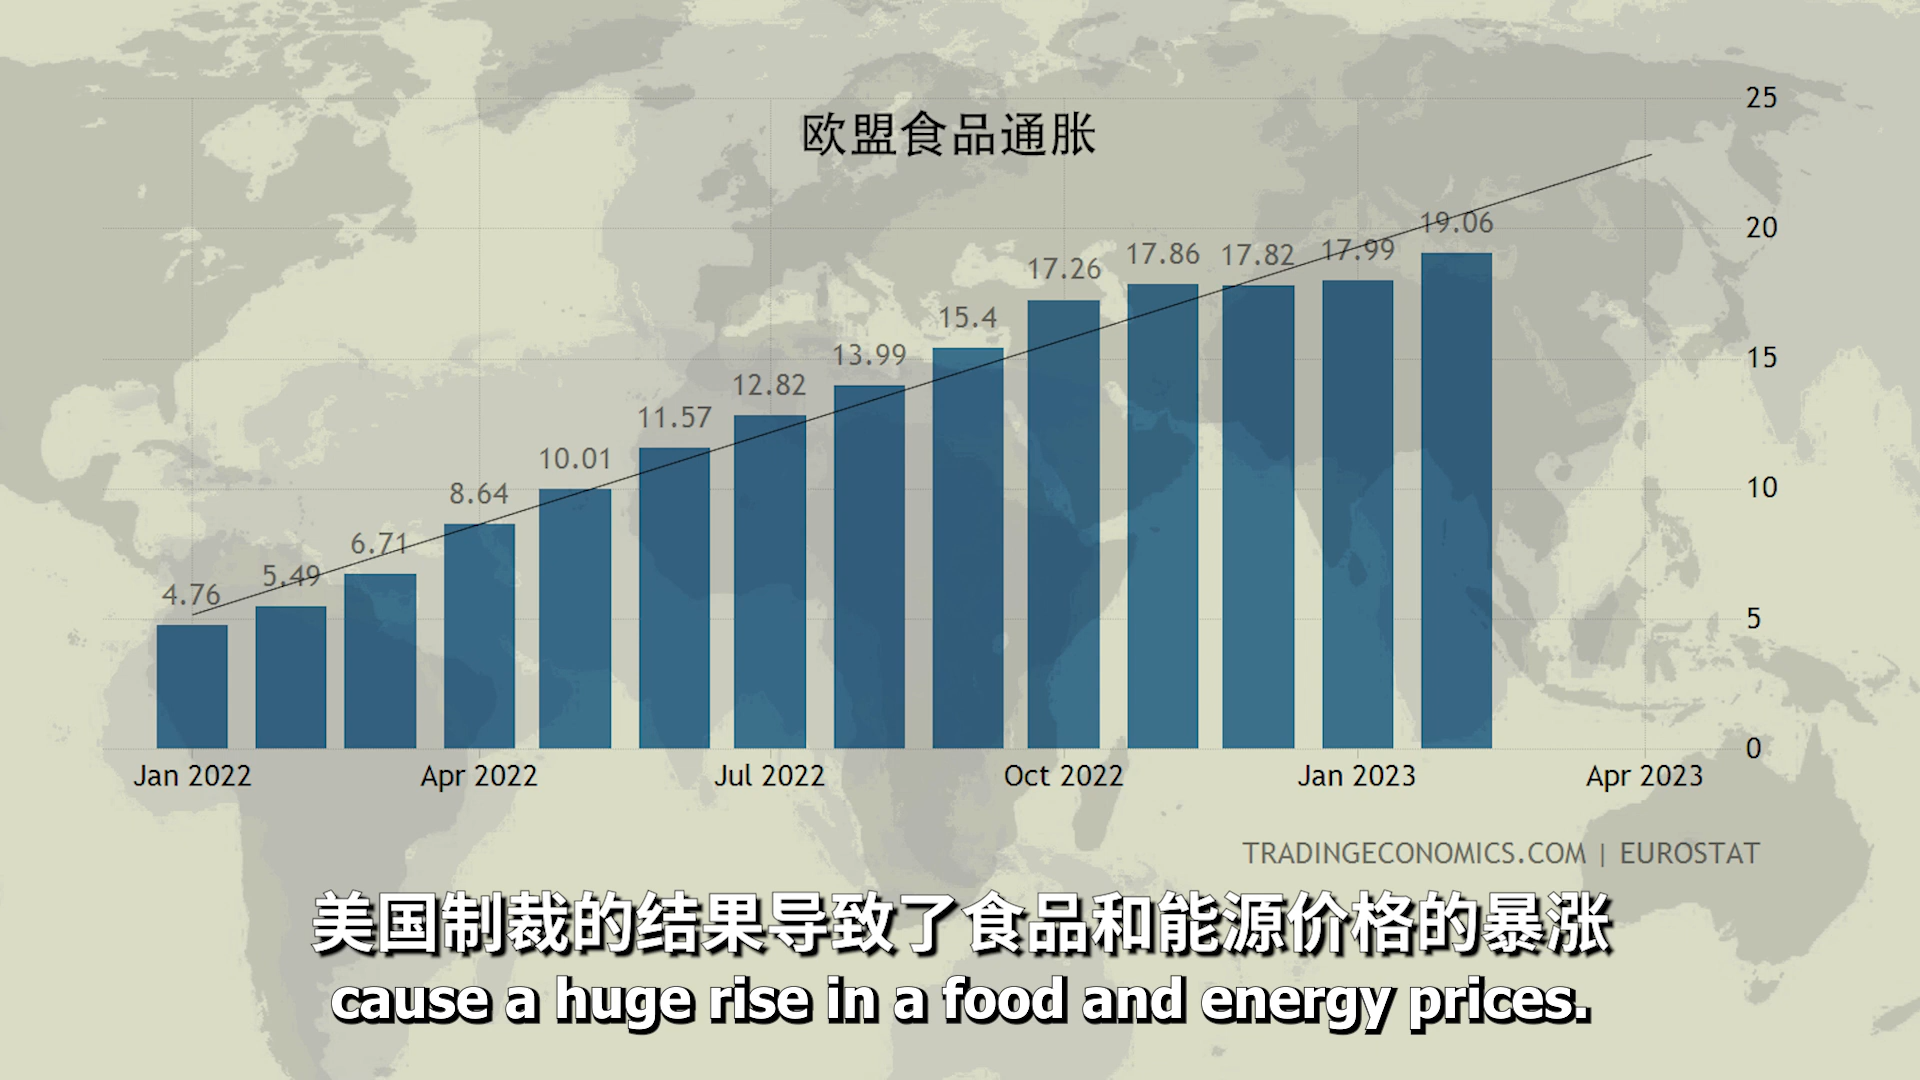 欧盟食品通胀
25
20
15
10
5
0
4.76
5.49
6.71
8.64
10.01
11.57
12.82
13.99
15.4
17.26
17.86
17.82
17.99
19.06
Jan 2022
Apr 2022
Jul 2022
Oct 2022
Jan 2023
Apr 2023
TRADINGECONOMICS.COM | EUROSTAT
美国制裁的结果导致了食品和能源价格的暴涨
cause a huge rise in a food and energy prices.